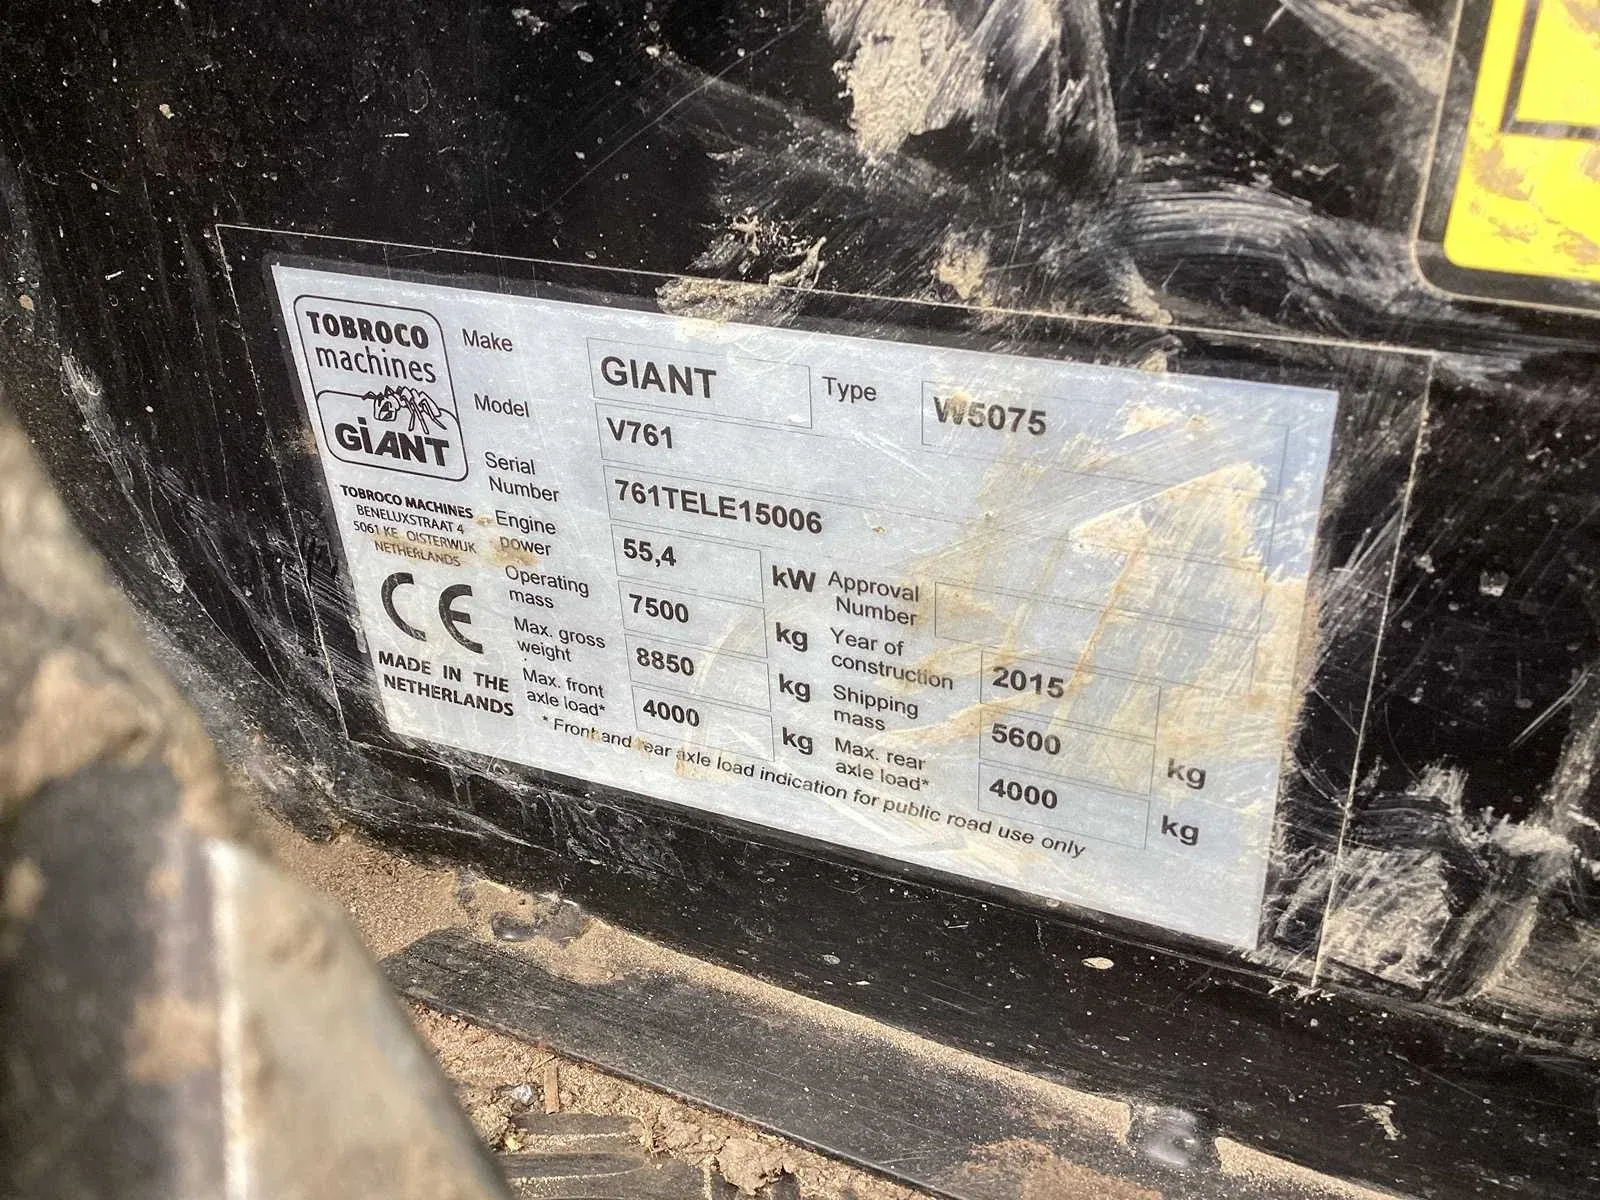 TOBROCO
machines
GiANT
TOBROCO MACHINES
BENELUXSTRAAT 4
5061 KE OISTERWIJK
NETHERLANDS
CE
MADE IN THE
NETHERLANDS
Make GIANT Type W5075
Model V761
Serial Number 761TELE15006
Engine power 55,4 kW Approval Number
Operating mass 7500 kg Year of construction 2015
Max. gross weight 8850 kg Shipping mass 5600 kg
Max. front axle load* 4000 kg Max. rear axle load* 4000 kg
* Front and rear axle load indication for public road use only